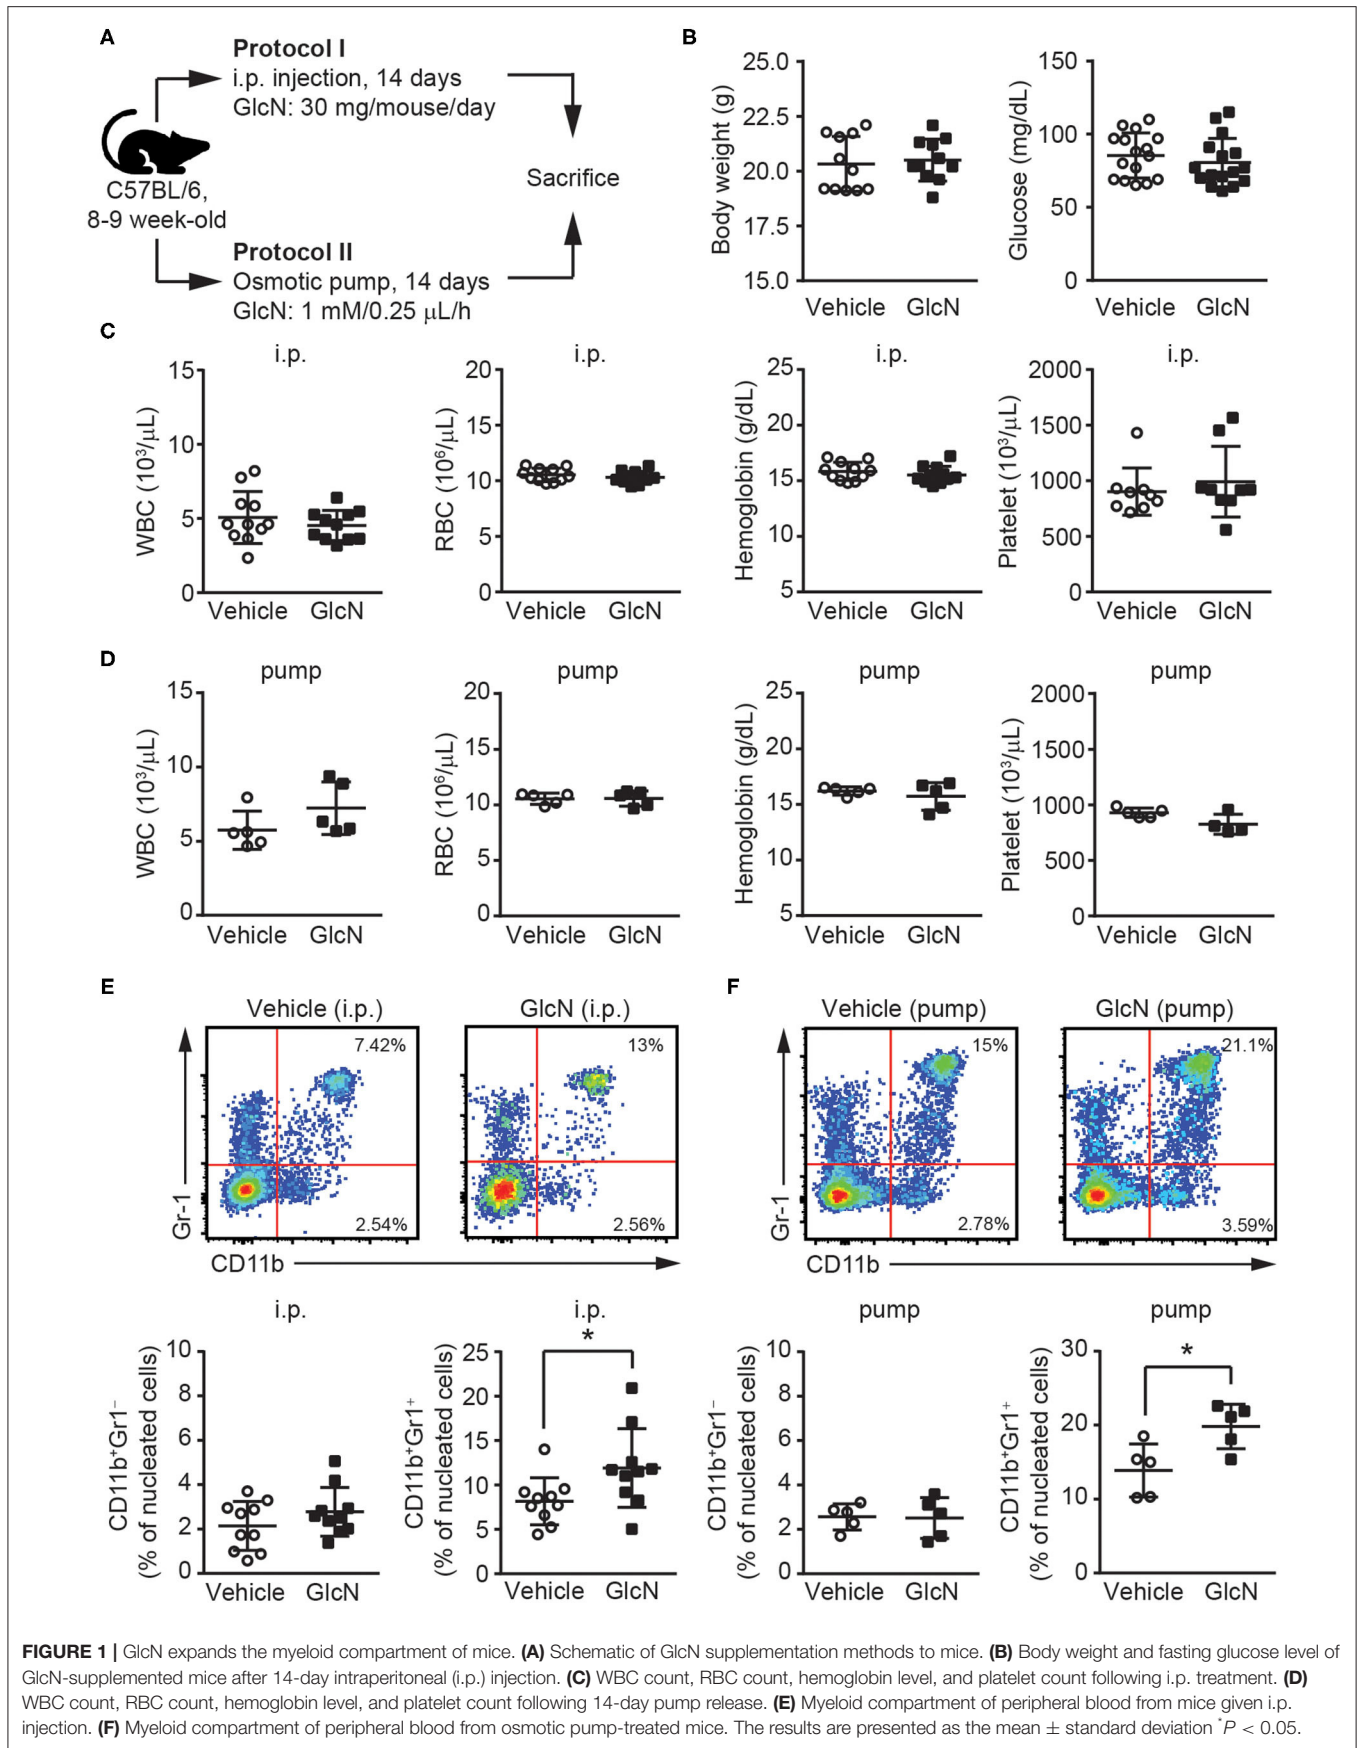 A
Protocol I
i.p. injection, 14 days
GlcN: 30 mg/mouse/day
C57BL/6,
8-9 week-old
Sacrifice
Protocol II
Osmotic pump, 14 days
GlcN: 1 mM/0.25 μL/h
B
Body weight (g)
25.0
22.5
20.0
17.5
15.0
Vehicle GlcN
Glucose (mg/dL)
150
100
50
0
Vehicle GlcN
C
i.p.
WBC (10³/μL)
15
10
5
0
Vehicle GlcN
i.p.
RBC (10⁶/μL)
20
15
10
5
0
Vehicle GlcN
i.p.
Hemoglobin (g/dL)
25
20
15
10
5
Vehicle GlcN
i.p.
Platelet (10³/μL)
2000
1500
1000
500
0
Vehicle GlcN
D
pump
WBC (10³/μL)
15
10
5
0
Vehicle GlcN
pump
RBC (10⁶/μL)
20
15
10
5
0
Vehicle GlcN
pump
Hemoglobin (g/dL)
25
20
15
10
5
Vehicle GlcN
pump
Platelet (10³/μL)
2000
1500
1000
500
0
Vehicle GlcN
E
Vehicle (i.p.)
7.42%
2.54%
GlcN (i.p.)
13%
2.56%
Gr-1
CD11b
F
Vehicle (pump)
15%
2.78%
GlcN (pump)
21.1%
3.59%
Gr-1
CD11b
i.p.
CD11b⁺Gr1⁻
(% of nucleated cells)
10
8
6
4
2
0
Vehicle GlcN
i.p.
*
CD11b⁺Gr1⁺
(% of nucleated cells)
25
20
15
10
5
0
Vehicle GlcN
pump
CD11b⁺Gr1⁻
(% of nucleated cells)
10
8
6
4
2
0
Vehicle GlcN
pump
*
CD11b⁺Gr1⁺
(% of nucleated cells)
30
20
10
0
Vehicle GlcN
FIGURE 1 | GlcN expands the myeloid compartment of mice. (A) Schematic of GlcN supplementation methods to mice. (B) Body weight and fasting glucose level of
GlcN-supplemented mice after 14-day intraperitoneal (i.p.) injection. (C) WBC count, RBC count, hemoglobin level, and platelet count following i.p. treatment. (D)
WBC count, RBC count, hemoglobin level, and platelet count following 14-day pump release. (E) Myeloid compartment of peripheral blood from mice given i.p.
injection. (F) Myeloid compartment of peripheral blood from osmotic pump-treated mice. The results are presented as the mean ± standard deviation *P < 0.05.